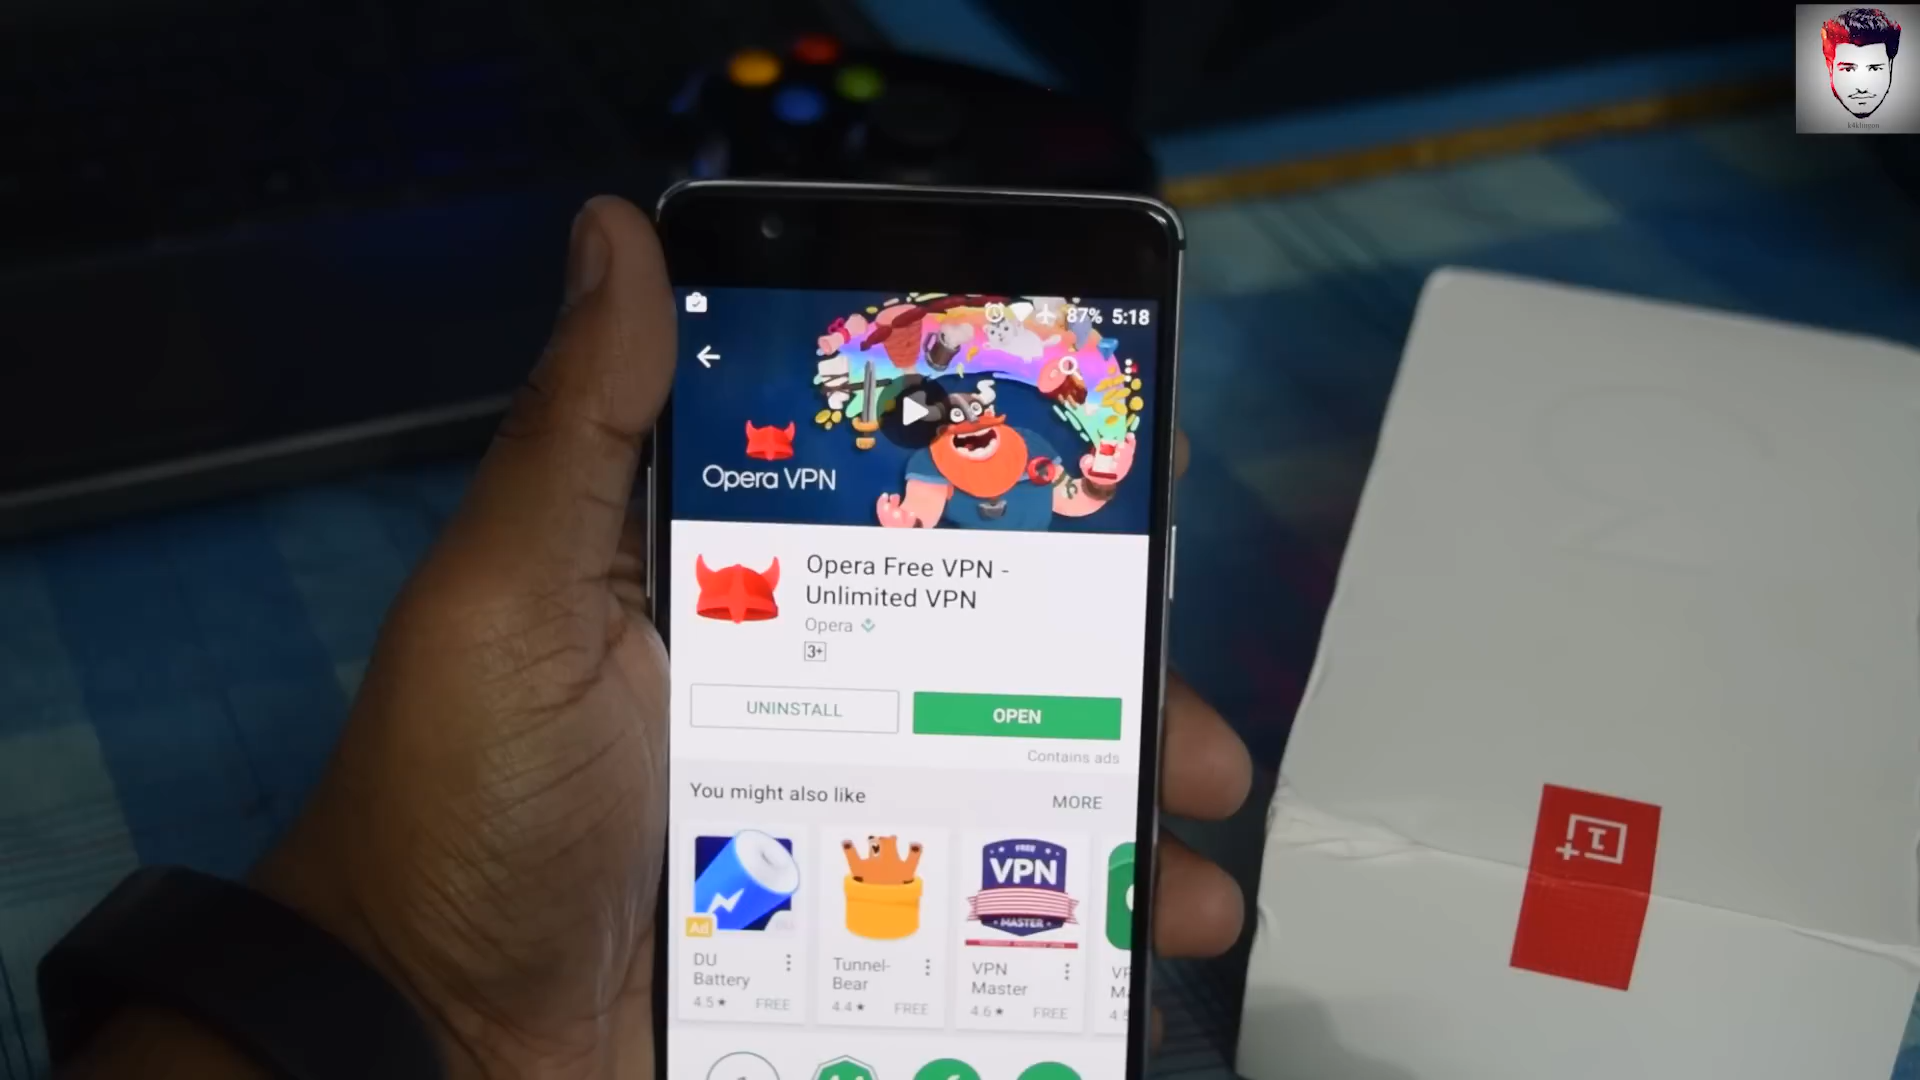 k4klinyom
87% 5:18
Opera VPN
Opera Free VPN -
Unlimited VPN
Opera
3+
UNINSTALL
OPEN
Contains ads
You might also like
MORE
FREE
VPN
MASTER
Ad
DU
Battery
4.5★ FREE
Tunnel-
Bear
4.4★ FREE
VPN
Master
4.6★ FREE